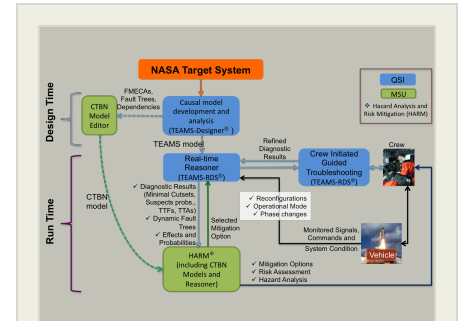 NASA Target System
QSI
MSU
❖ Hazard Analysis and
Risk Mitigation (HARM)
Design Time
Run Time
FMECAs,
Fault Trees,
Dependencies
CTBN
Model
Editor
Causal model
development and
analysis
(TEAMS-Designer® )
TEAMS model
Refined
Diagnostic
Results
Crew
Real-time
Reasoner
(TEAMS-RDS®)
Crew Initiated
Guided
Troubleshooting
(TEAMS-RDS®)
CTBN
model
✓ Diagnostic Results
(Minimal Cutsets,
Suspects probs.,
TTFs, TTAs)
✓ Dynamic Fault
Trees
✓ Effects and
Probabilities
Selected
Mitigation
Option
✓ Reconfigurations
✓ Operational Mode
✓ Phase changes
Monitored Signals,
Commands and
System Condition
Vehicle
HARM❖
(including CTBN
Models and
Reasoner)
✓ Mitigation Options
✓ Risk Assessment
✓ Hazard Analysis